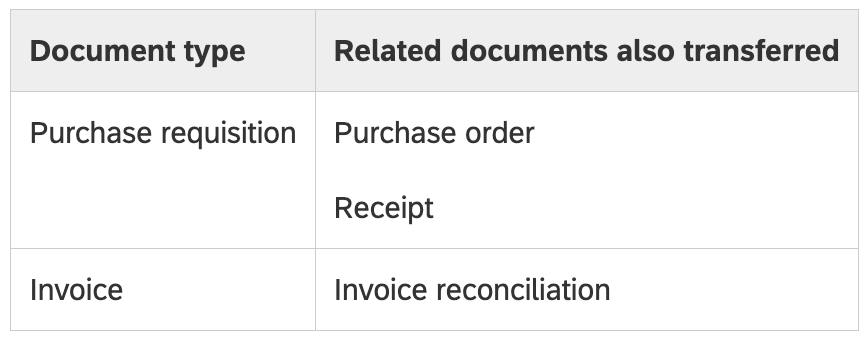 Document type Related documents also transferred
Purchase requisition Purchase order
Receipt
Invoice Invoice reconciliation